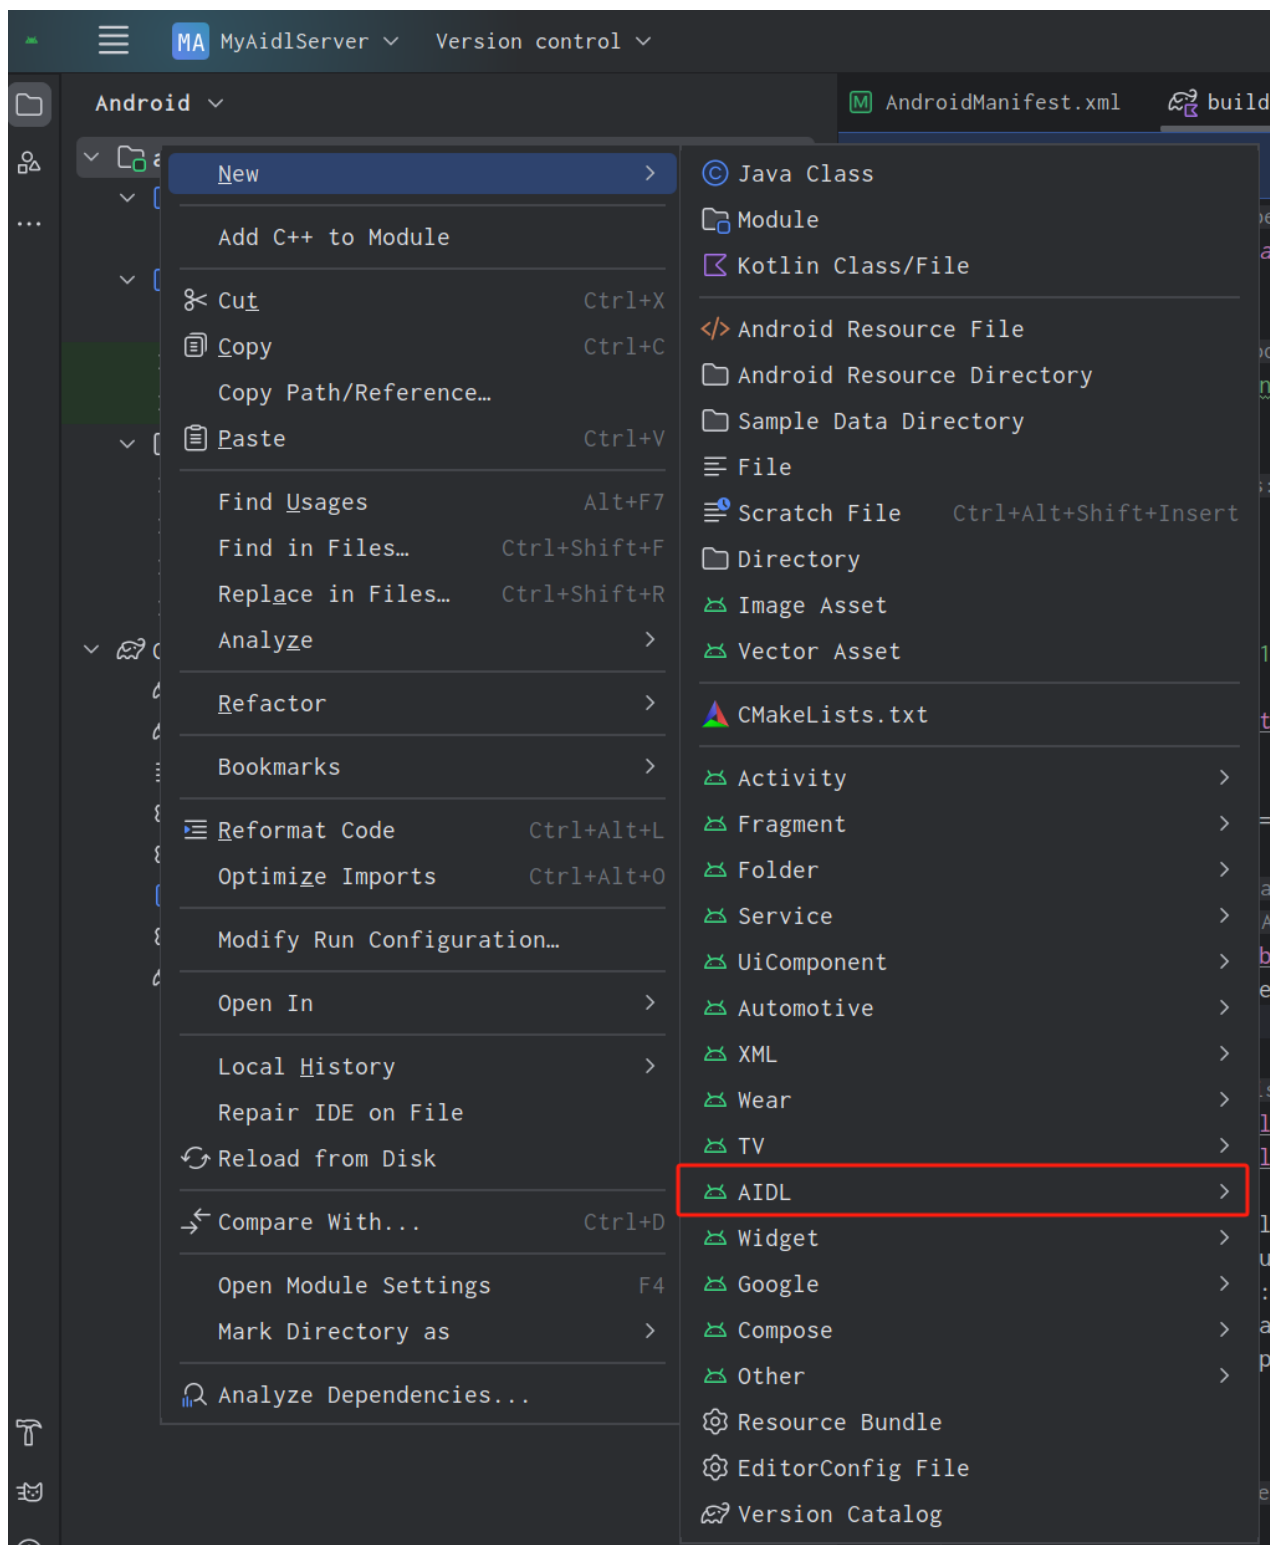 MA MyAidlServer Version control
Android
AndroidManifest.xml
build
New
Add C++ to Module
Cut Ctrl+X
Copy Ctrl+C
Copy Path/Reference…
Paste Ctrl+V
Find Usages Alt+F7
Find in Files… Ctrl+Shift+F
Replace in Files… Ctrl+Shift+R
Analyze
Refactor
Bookmarks
Reformat Code Ctrl+Alt+L
Optimize Imports Ctrl+Alt+O
Modify Run Configuration…
Open In
Local History
Repair IDE on File
Reload from Disk
Compare With... Ctrl+D
Open Module Settings F4
Mark Directory as
Analyze Dependencies...
Java Class
Module
Kotlin Class/File
Android Resource File
Android Resource Directory
Sample Data Directory
File
Scratch File Ctrl+Alt+Shift+Insert
Directory
Image Asset
Vector Asset
CMakeLists.txt
Activity
Fragment
Folder
Service
UiComponent
Automotive
XML
Wear
TV
AIDL
Widget
Google
Compose
Other
Resource Bundle
EditorConfig File
Version Catalog